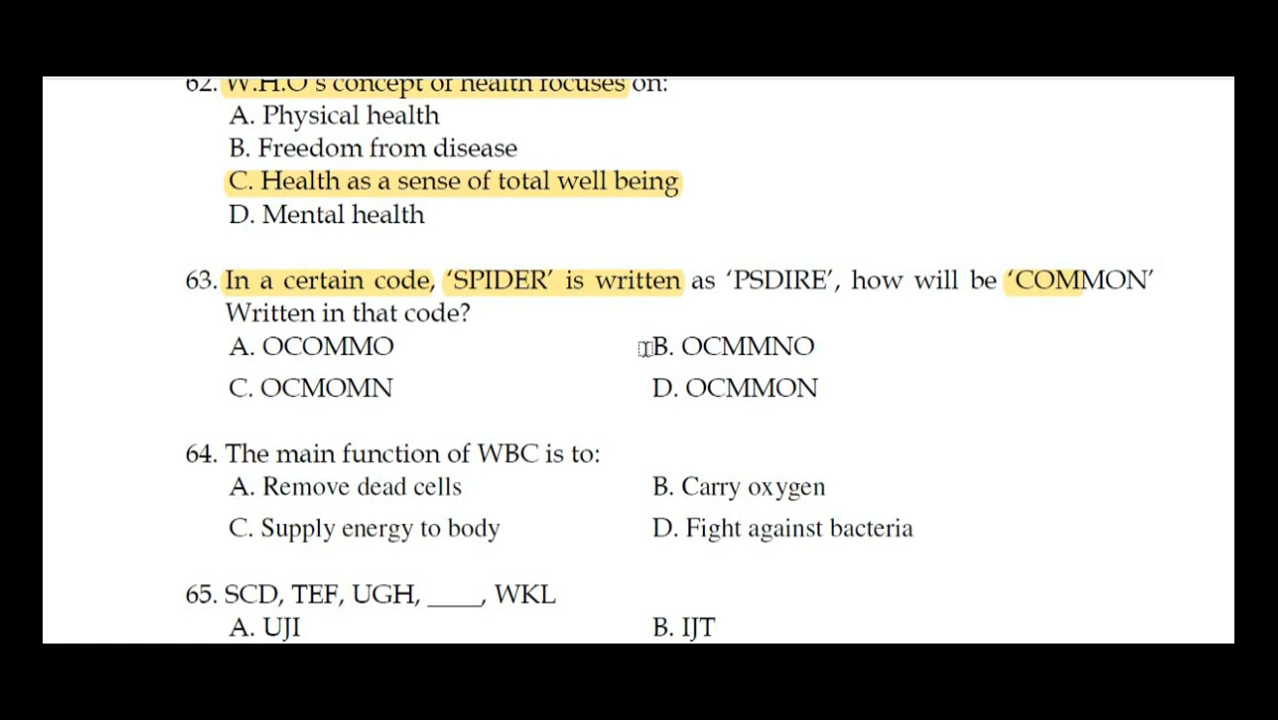 62. W.H.O's concept of health focuses on:
A. Physical health
B. Freedom from disease
C. Health as a sense of total well being
D. Mental health
63. In a certain code, ‘SPIDER’ is written as ‘PSDIRE’, how will be ‘COMMON’
Written in that code?
A. OCOMMO B. OCMMNO
C. OCMOMN D. OCMMON
64. The main function of WBC is to:
A. Remove dead cells B. Carry oxygen
C. Supply energy to body D. Fight against bacteria
65. SCD, TEF, UGH, ____, WKL
A. UJI B. IJT